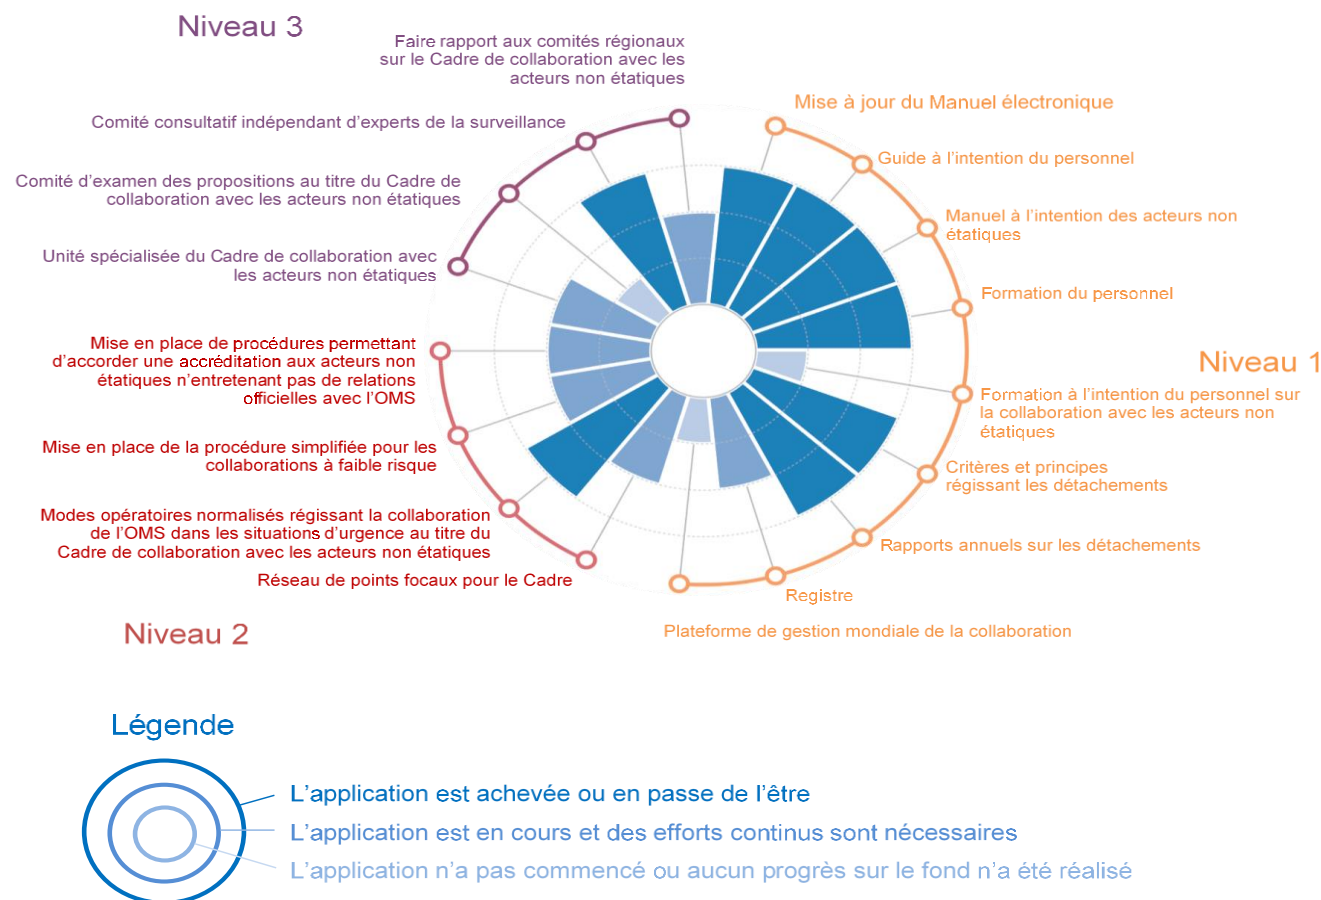 Niveau 3
Faire rapport aux comités régionaux
sur le Cadre de collaboration avec les
acteurs non étatiques
Comité consultatif indépendant d'experts de la surveillance
Comité d'examen des propositions au titre du Cadre de
collaboration avec les acteurs non étatiques
Unité spécialisée du Cadre de collaboration avec
les acteurs non étatiques
Mise à jour du Manuel électronique
Guide à l'intention du personnel
Manuel à l'intention des acteurs non
étatiques
Formation du personnel
Niveau 1
Formation à l'intention du personnel sur
la collaboration avec les acteurs non
étatiques
Critères et principes
régissant les détachements
Rapports annuels sur les détachements
Registre
Plateforme de gestion mondiale de la collaboration
Mise en place de procédures permettant
d'accorder une accréditation aux acteurs non
étatiques n'entretenant pas de relations
officielles avec l'OMS
Mise en place de la procédure simplifiée pour les
collaborations à faible risque
Modes opératoires normalisés régissant la collaboration
de l'OMS dans les situations d'urgence au titre du
Cadre de collaboration avec les acteurs non étatiques
Réseau de points focaux pour le Cadre
Niveau 2
Légende
L'application est achevée ou en passe de l'être
L'application est en cours et des efforts continus sont nécessaires
L'application n'a pas commencé ou aucun progrès sur le fond n'a été réalisé